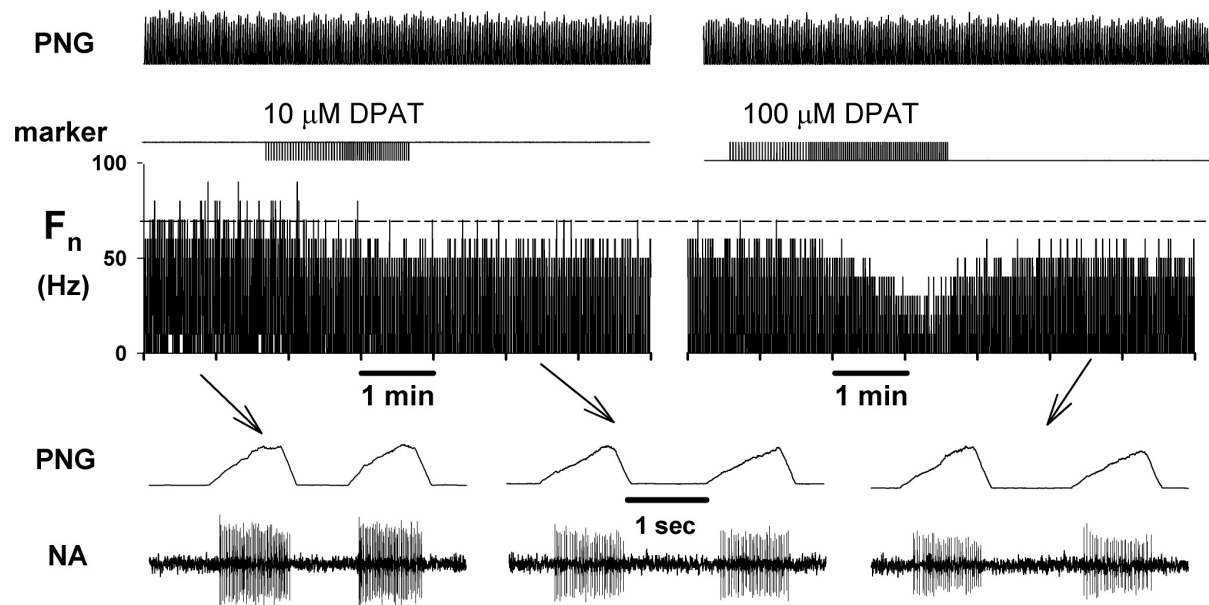 PNG
marker
10 μM DPAT
100 μM DPAT
100
Fn
50
(Hz)
0
1 min
1 min
PNG
1 sec
NA